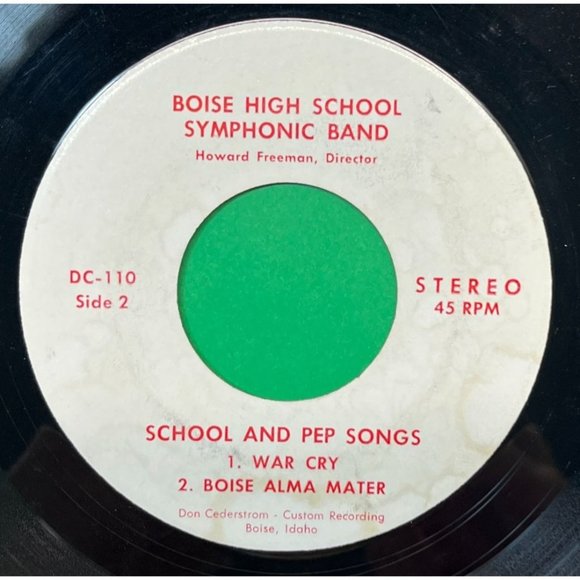 BOISE HIGH SCHOOL
SYMPHONIC BAND
Howard Freeman, Director
DC-110
Side 2
STEREO
45 RPM
SCHOOL AND PEP SONGS
1. WAR CRY
2. BOISE ALMA MATER
Don Cederstrom - Custom Recording
Boise, Idaho